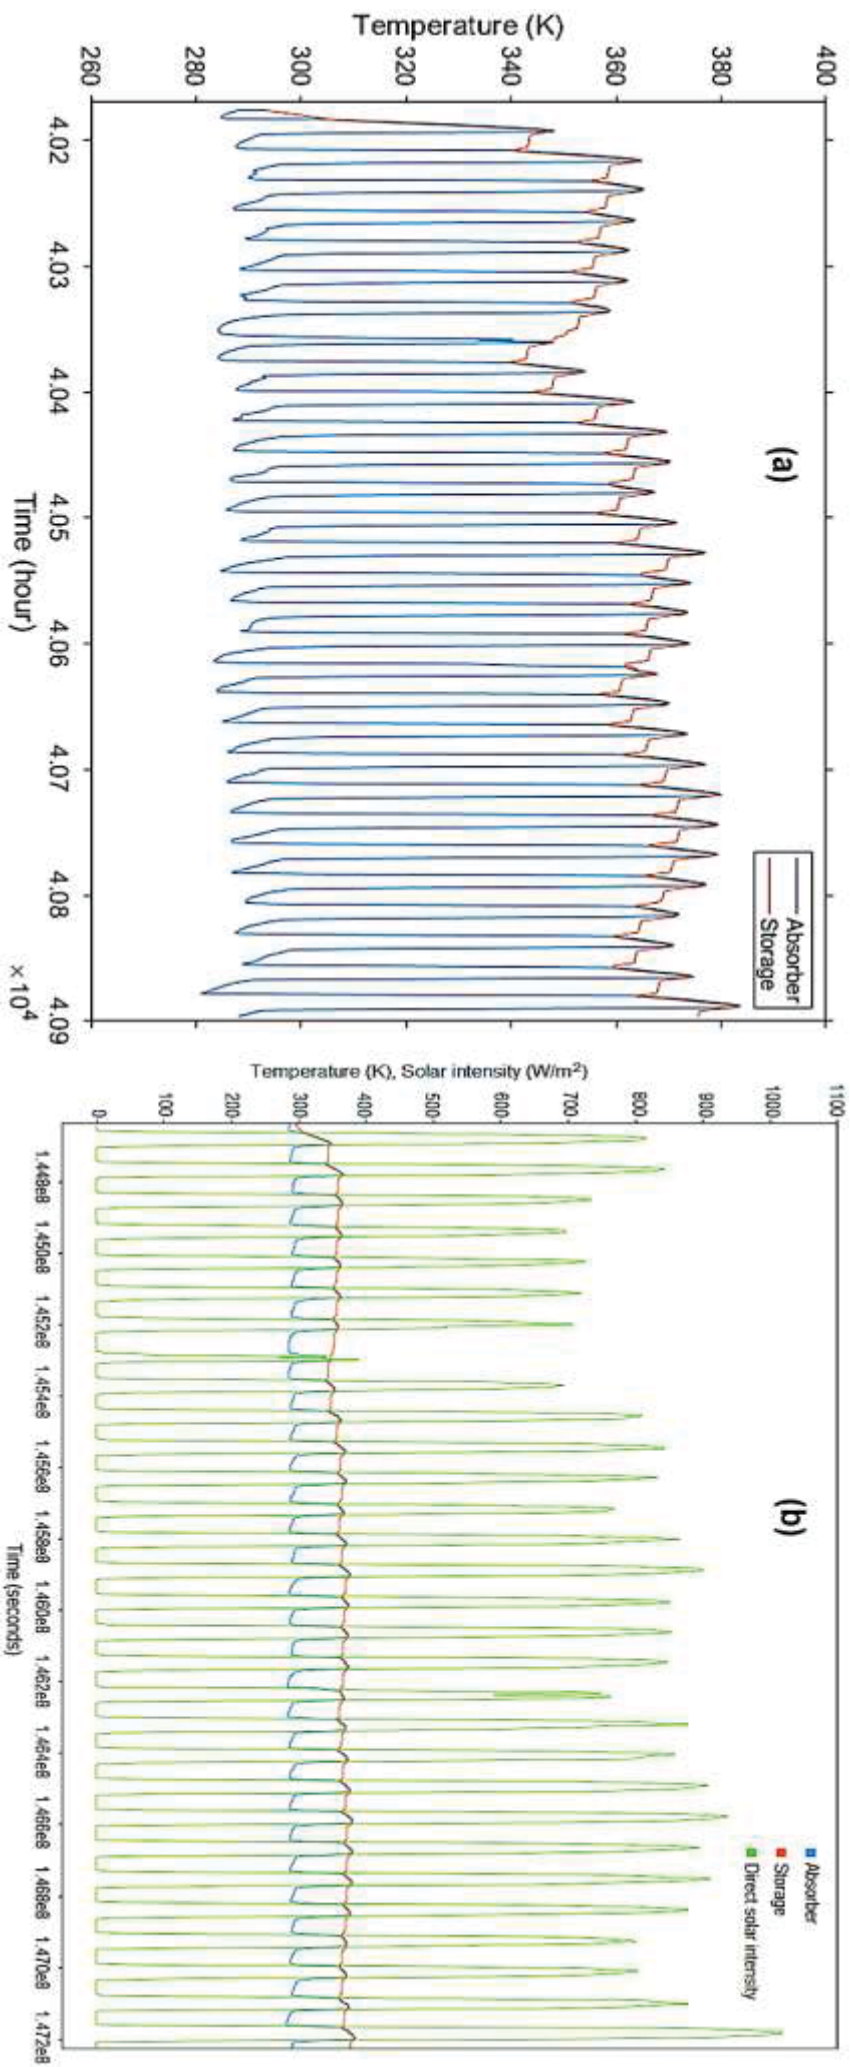 (a)
Temperature (K)
400
380
360
340
320
300
280
260
Absorber
Storage
4.02
4.03
4.04
4.05
4.06
4.07
4.08
4.09
×10⁴
Time (hour)
(b)
Temperature (K), Solar intensity (W/m²)
1100
1000
900
800
700
600
500
400
300
200
100
0
Absorber
Storage
Direct solar intensity
1.448e8
1.450e8
1.452e8
1.454e8
1.456e8
1.458e8
1.460e8
1.462e8
1.464e8
1.466e8
1.468e8
1.470e8
1.472e8
Time (seconds)